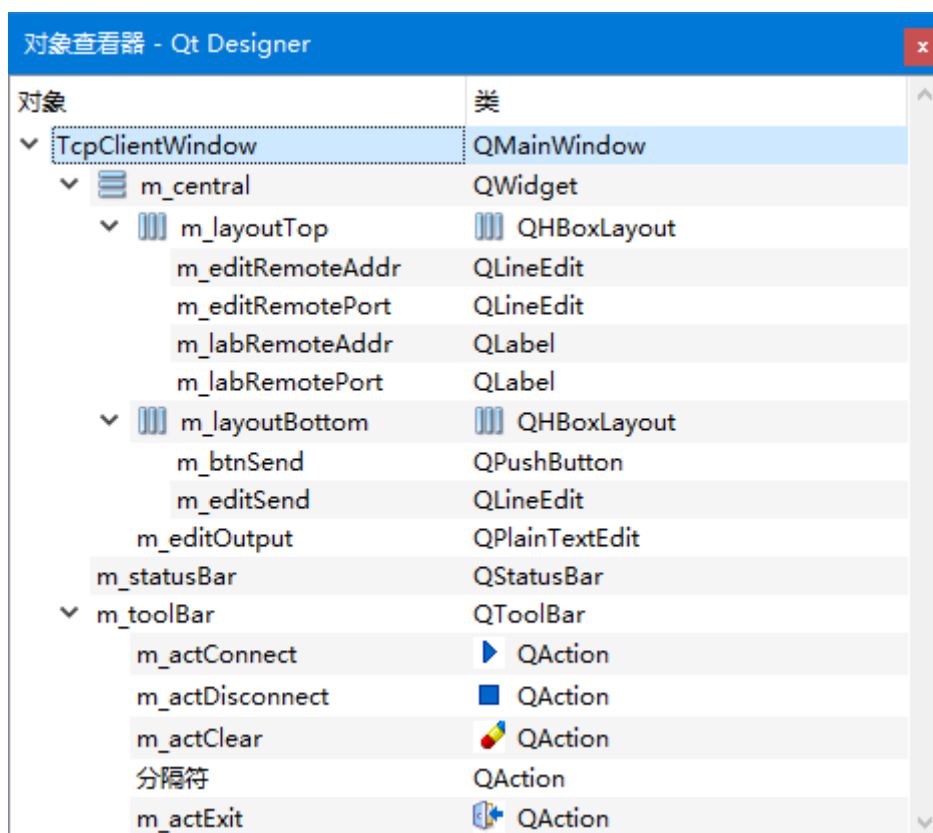 对象查看器 - Qt Designer x
对象 类
TcpClientWindow QMainWindow
m_central QWidget
m_layoutTop QHBoxLayout
m_editRemoteAddr QLineEdit
m_editRemotePort QLineEdit
m_labRemoteAddr QLabel
m_labRemotePort QLabel
m_layoutBottom QHBoxLayout
m_btnSend QPushButton
m_editSend QLineEdit
m_editOutput QPlainTextEdit
m_statusBar QStatusBar
m_toolBar QToolBar
m_actConnect QAction
m_actDisconnect QAction
m_actClear QAction
分隔符 QAction
m_actExit QAction